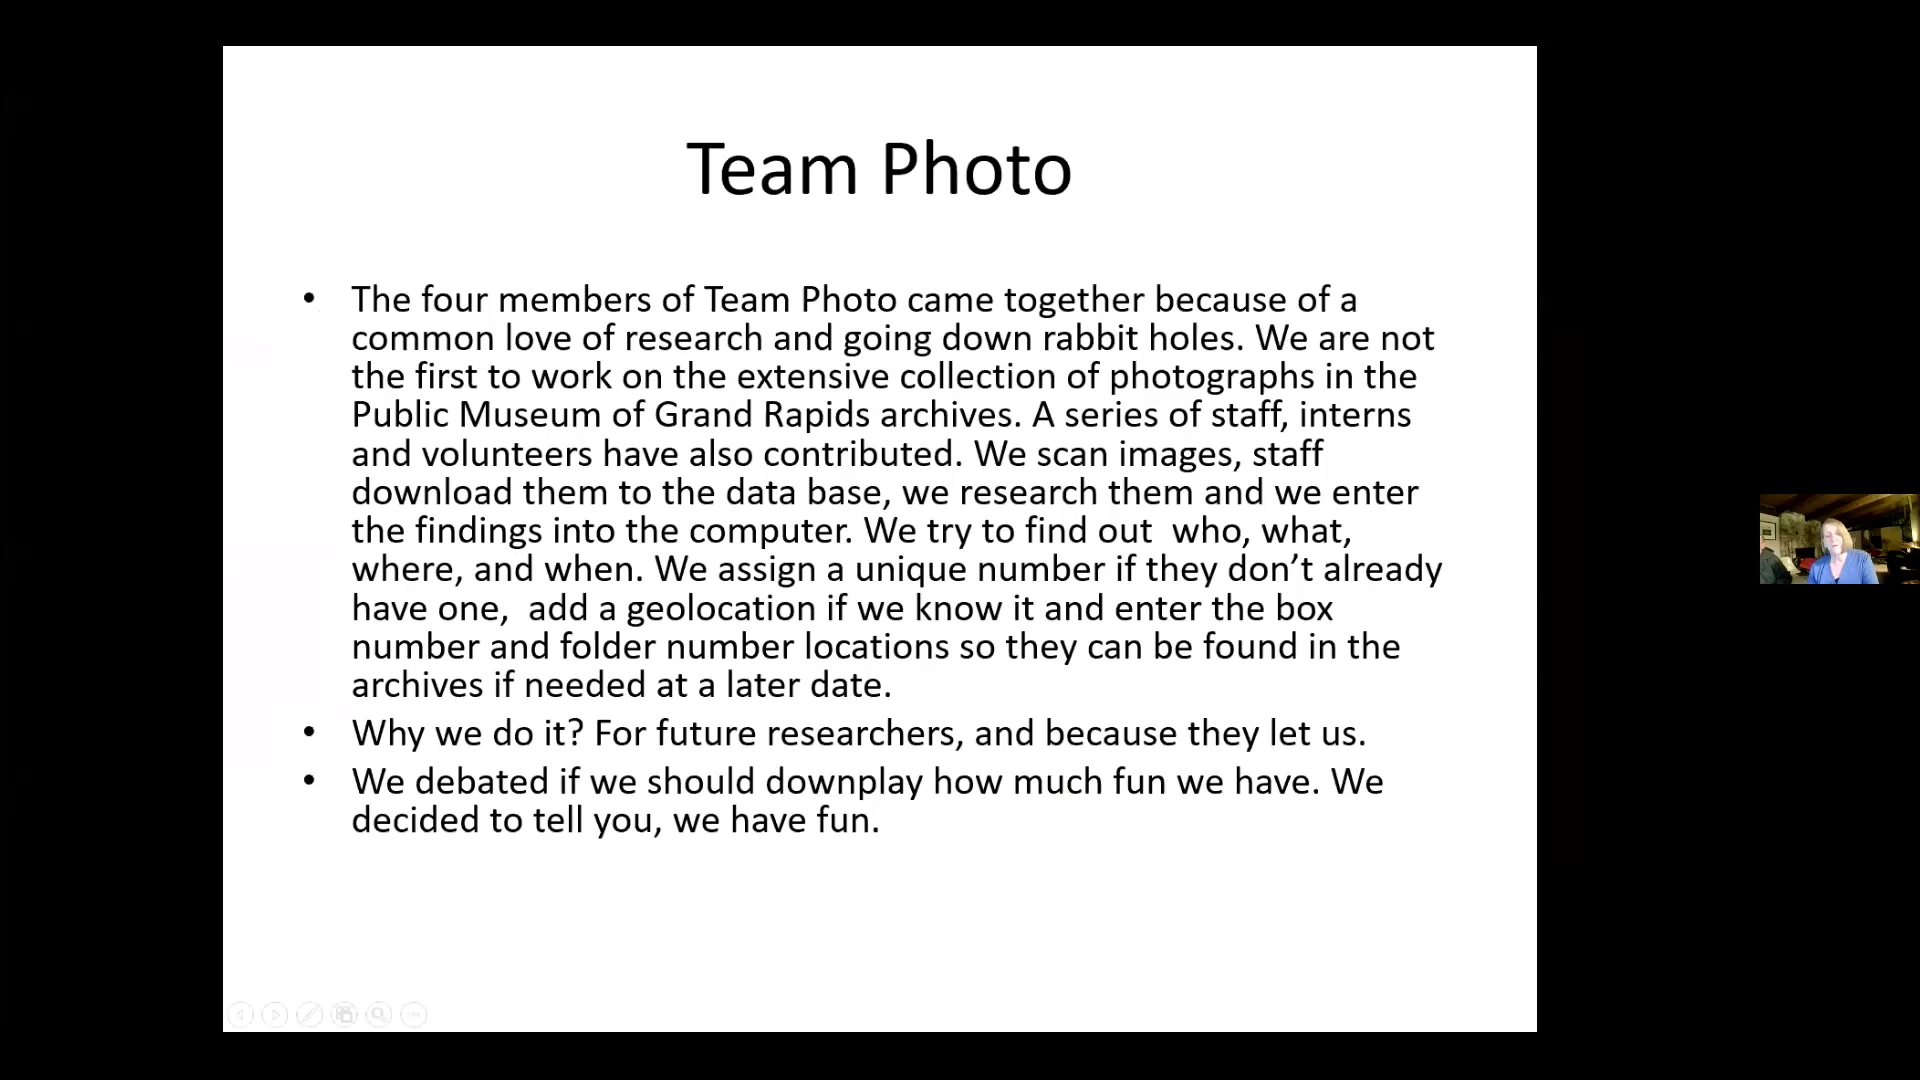 Team Photo
• The four members of Team Photo came together because of a
common love of research and going down rabbit holes. We are not
the first to work on the extensive collection of photographs in the
Public Museum of Grand Rapids archives. A series of staff, interns
and volunteers have also contributed. We scan images, staff
download them to the data base, we research them and we enter
the findings into the computer. We try to find out  who, what,
where, and when. We assign a unique number if they don’t already
have one,  add a geolocation if we know it and enter the box
number and folder number locations so they can be found in the
archives if needed at a later date.
• Why we do it? For future researchers, and because they let us.
• We debated if we should downplay how much fun we have. We
decided to tell you, we have fun.